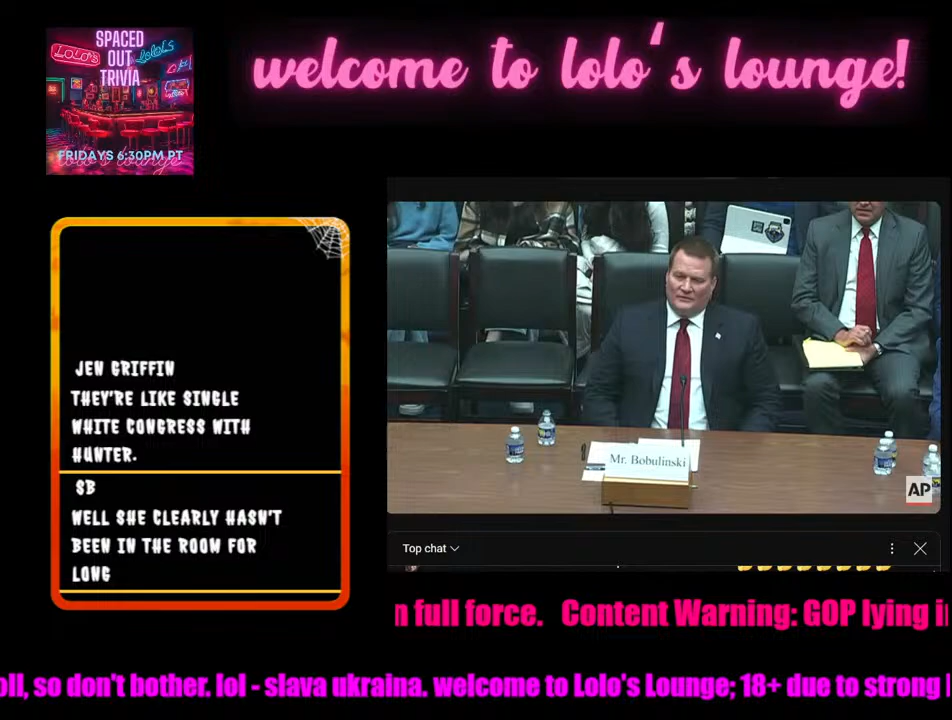 SPACED
OUT
TRIVIA
LOLO'S
FRIDAYS 6:30PM PT
lolo's lounge
welcome to lolo's lounge!
JEN GRIFFIN
THEY'RE LIKE SINGLE
WHITE CONGRESS WITH
HUNTER.
SB
WELL SHE CLEARLY HASN'T
BEEN IN THE ROOM FOR
LONG
Mr. Bobulinski
AP
Top chat
n full force. Content Warning: GOP lying i
oll, so don't bother. lol - slava ukraina. welcome to Lolo's Lounge; 18+ due to strong